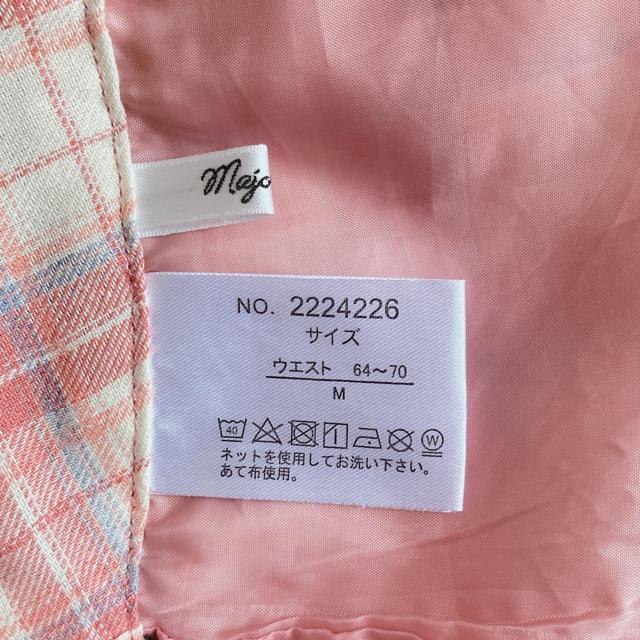 Majo
NO. 2224226
サイズ
ウエスト 64～70
M
40
W
ネットを使用してお洗い下さい。
あて布使用。